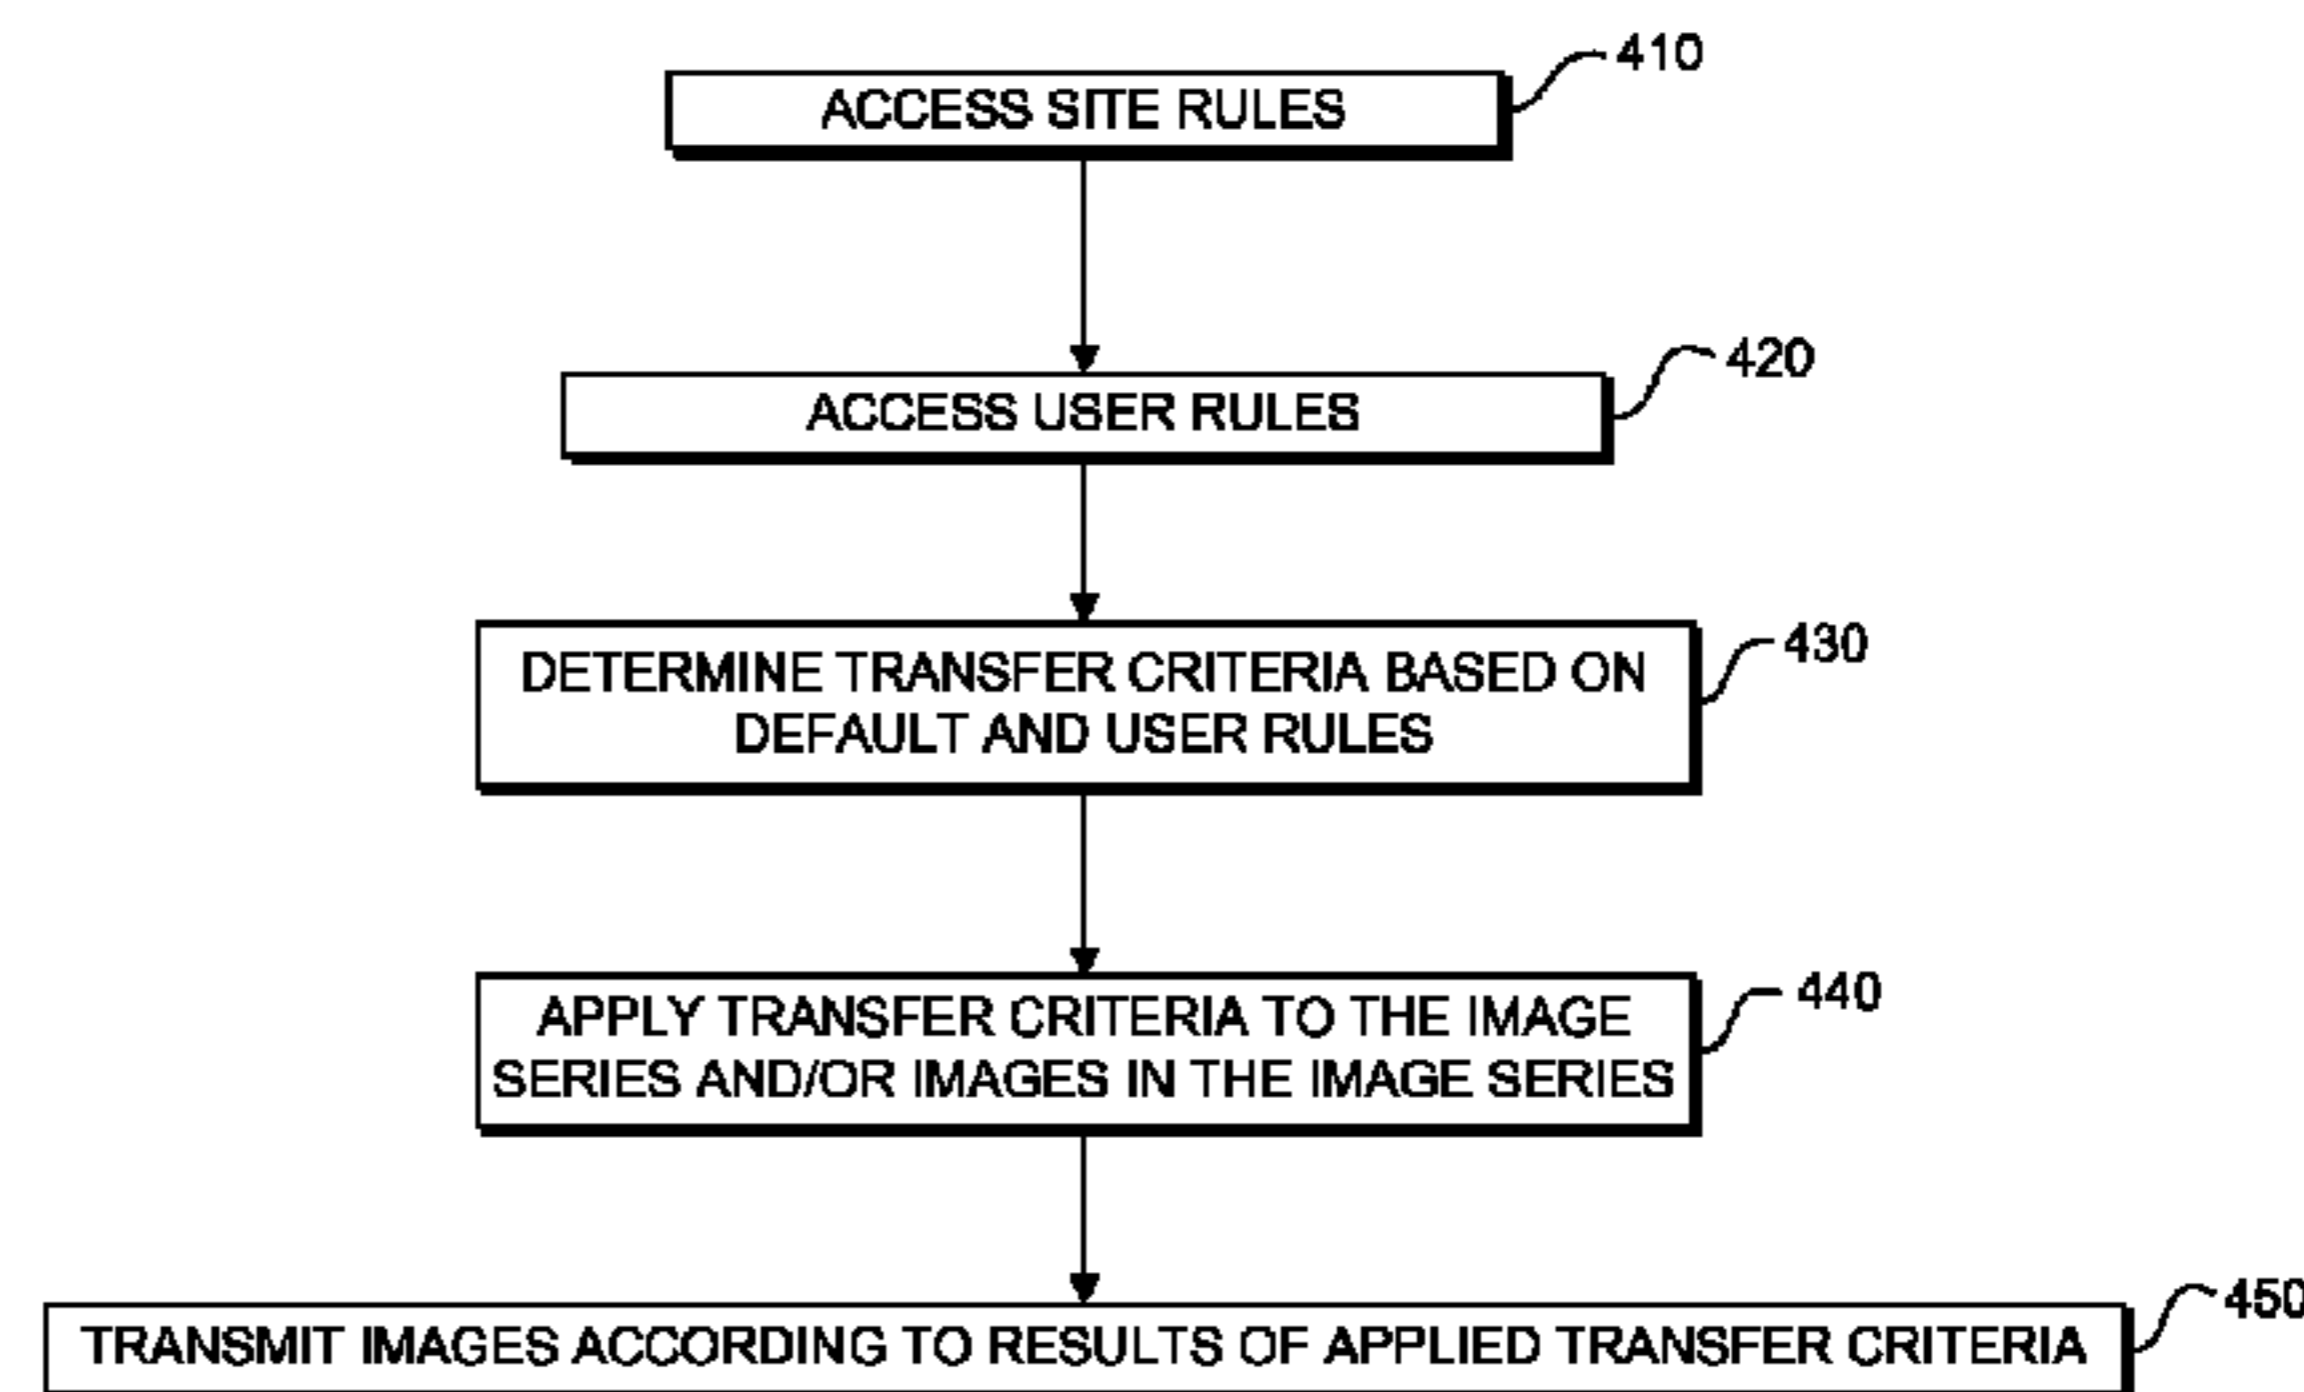 410
ACCESS SITE RULES
420
ACCESS USER RULES
430
DETERMINE TRANSFER CRITERIA BASED ON
DEFAULT AND USER RULES
440
APPLY TRANSFER CRITERIA TO THE IMAGE
SERIES AND/OR IMAGES IN THE IMAGE SERIES
450
TRANSMIT IMAGES ACCORDING TO RESULTS OF APPLIED TRANSFER CRITERIA